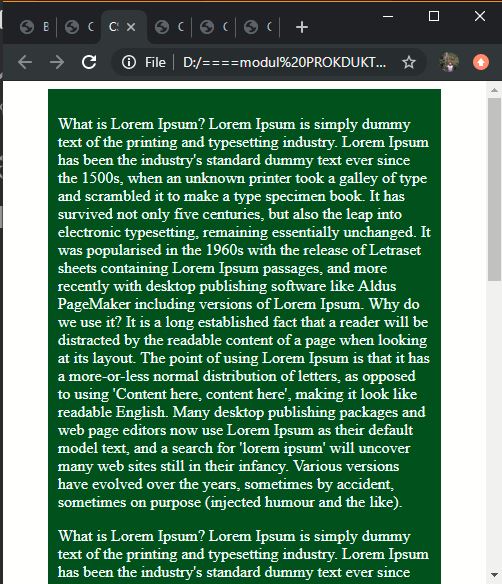 B C CS C C C
File D:/====modul%20PROKDUKT...
What is Lorem Ipsum? Lorem Ipsum is simply dummy
text of the printing and typesetting industry. Lorem Ipsum
has been the industry's standard dummy text ever since
the 1500s, when an unknown printer took a galley of type
and scrambled it to make a type specimen book. It has
survived not only five centuries, but also the leap into
electronic typesetting, remaining essentially unchanged. It
was popularised in the 1960s with the release of Letraset
sheets containing Lorem Ipsum passages, and more
recently with desktop publishing software like Aldus
PageMaker including versions of Lorem Ipsum. Why do
we use it? It is a long established fact that a reader will be
distracted by the readable content of a page when looking
at its layout. The point of using Lorem Ipsum is that it has
a more-or-less normal distribution of letters, as opposed
to using 'Content here, content here', making it look like
readable English. Many desktop publishing packages and
web page editors now use Lorem Ipsum as their default
model text, and a search for 'lorem ipsum' will uncover
many web sites still in their infancy. Various versions
have evolved over the years, sometimes by accident,
sometimes on purpose (injected humour and the like).
What is Lorem Ipsum? Lorem Ipsum is simply dummy
text of the printing and typesetting industry. Lorem Ipsum
has been the industry's standard dummy text ever since